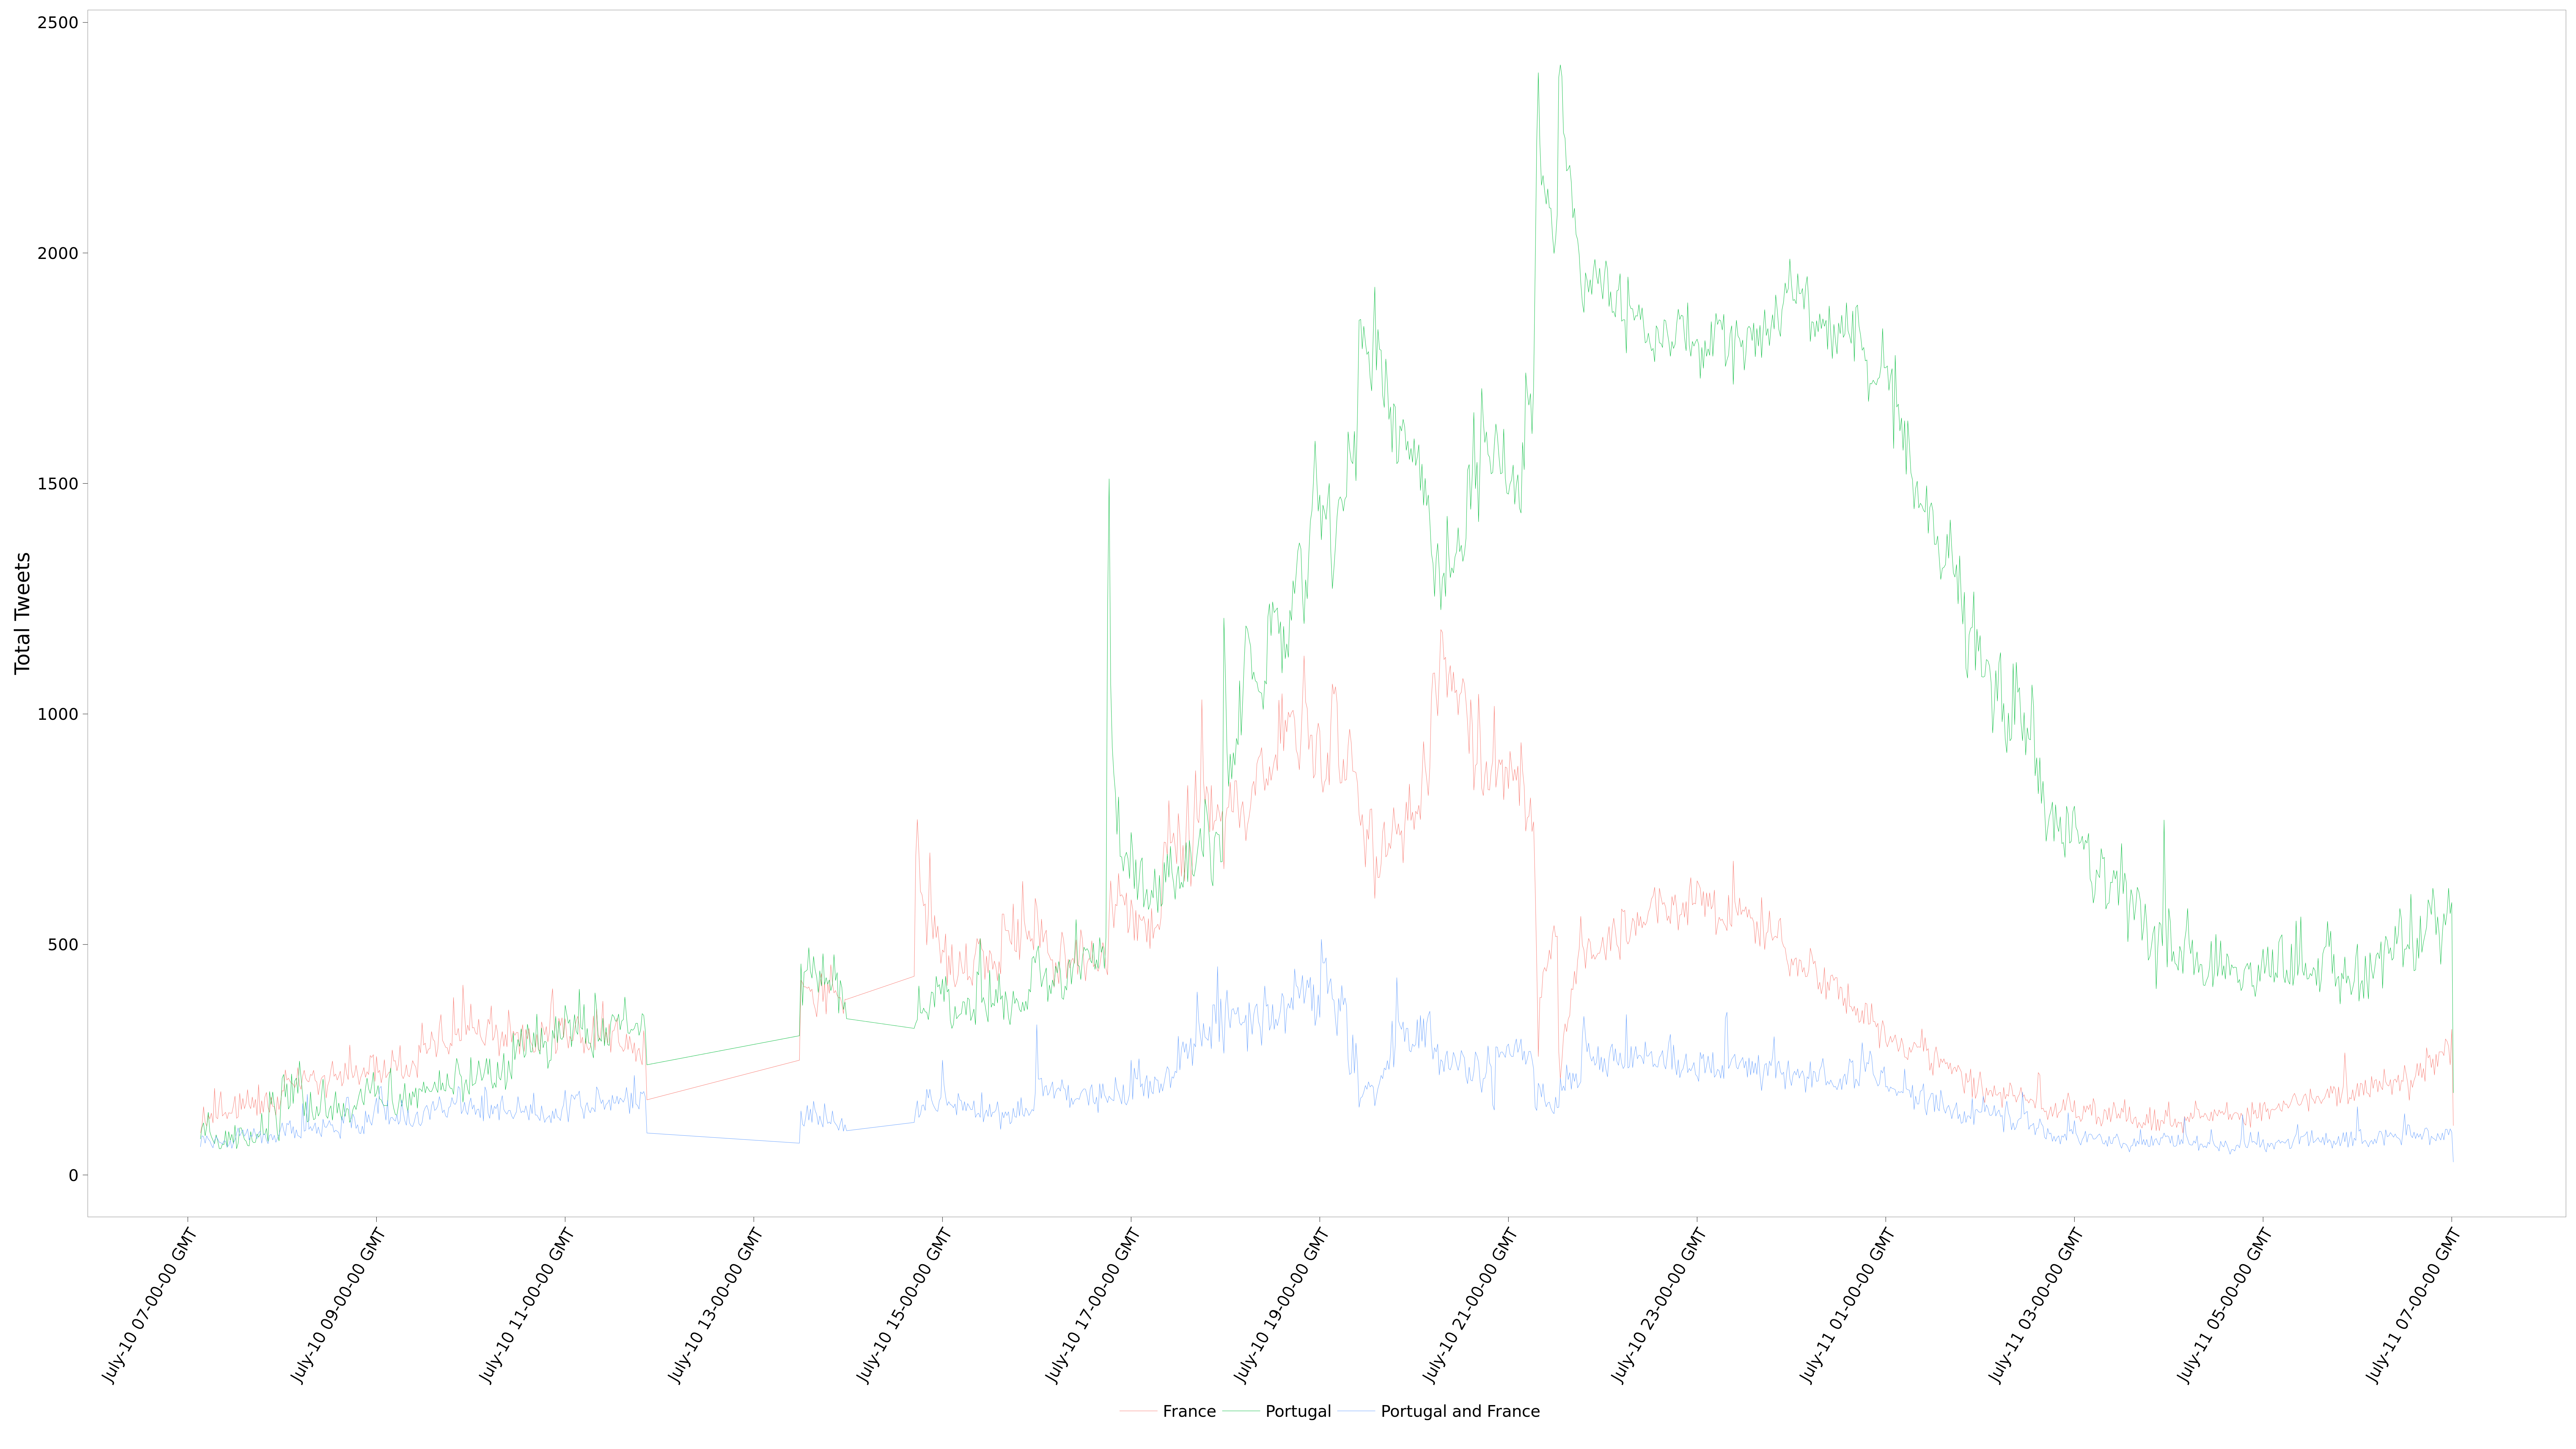 Total Tweets
2500
2000
1500
1000
500
0
July-10 07-00-00 GMT
July-10 09-00-00 GMT
July-10 11-00-00 GMT
July-10 13-00-00 GMT
July-10 15-00-00 GMT
July-10 17-00-00 GMT
July-10 19-00-00 GMT
July-10 21-00-00 GMT
July-10 23-00-00 GMT
July-11 01-00-00 GMT
July-11 03-00-00 GMT
July-11 05-00-00 GMT
July-11 07-00-00 GMT
France Portugal Portugal and France